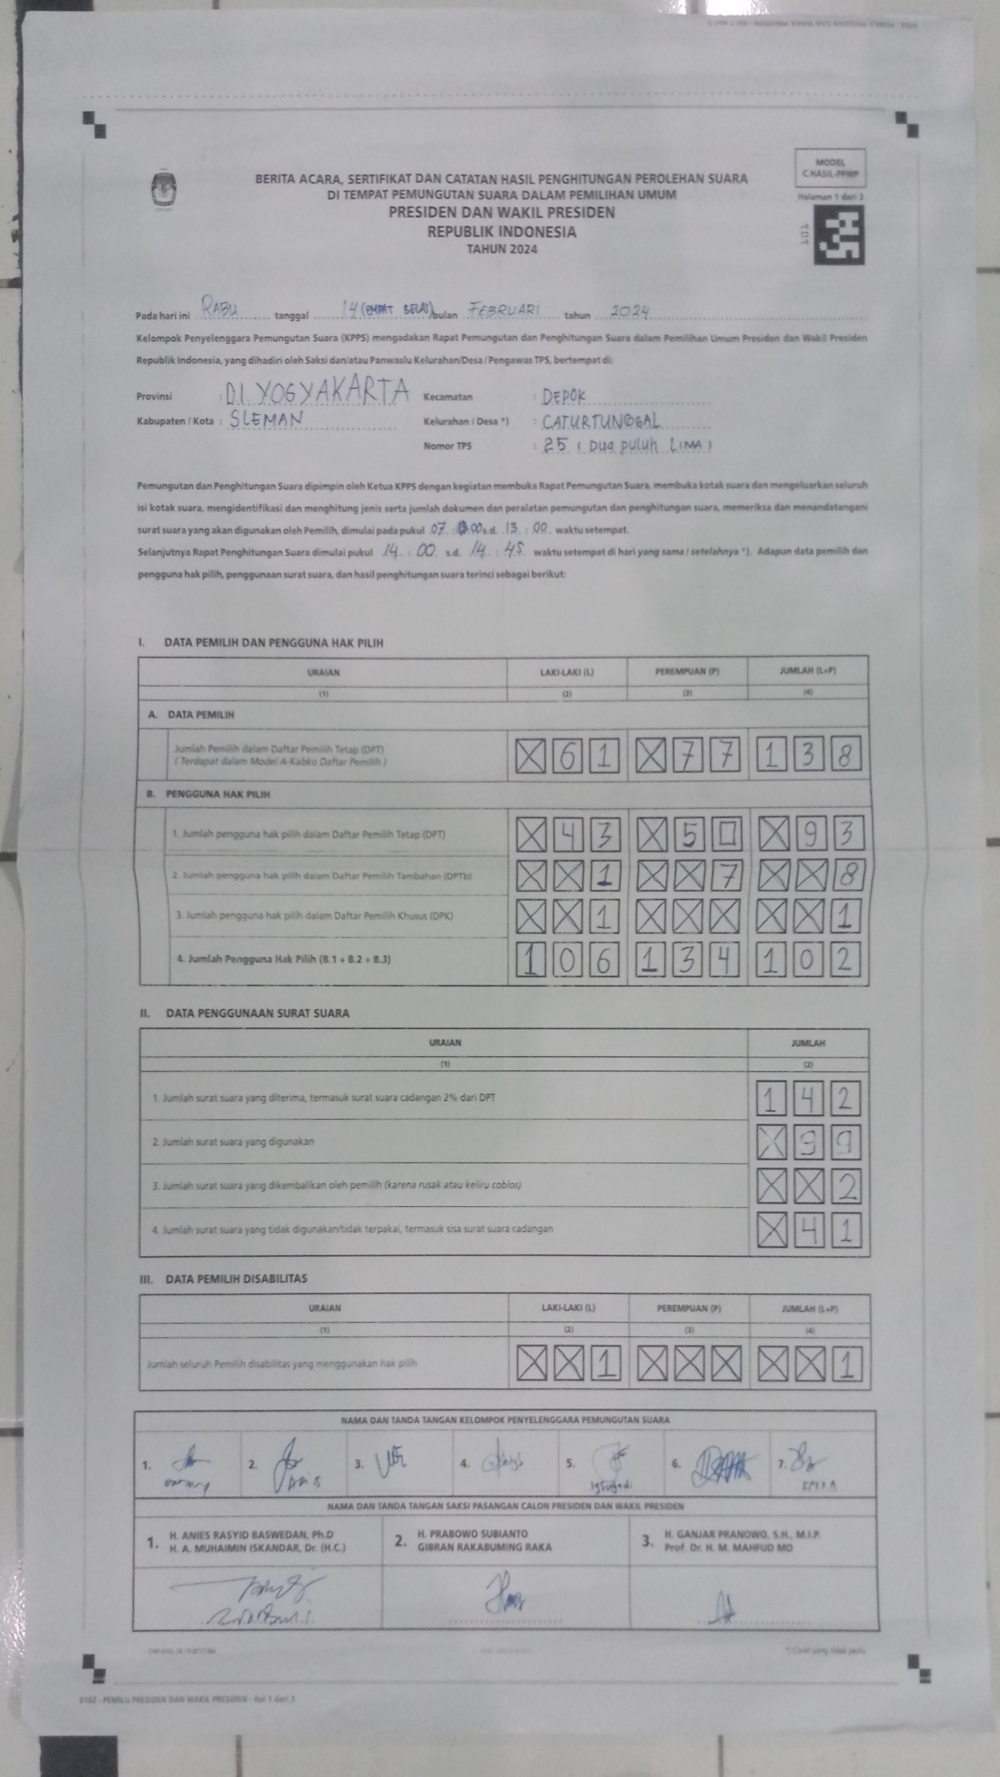 MODEL
C.HASIL-PPWP
Halaman 1 dari 3
BERITA ACARA, SERTIFIKAT DAN CATATAN HASIL PENGHITUNGAN PEROLEHAN SUARA
DI TEMPAT PEMUNGUTAN SUARA DALAM PEMILIHAN UMUM
PRESIDEN DAN WAKIL PRESIDEN
REPUBLIK INDONESIA
TAHUN 2024
Pada hari ini RABU tanggal 14 (EMPAT BELAS) bulan FEBRUARI tahun 2024
Kelompok Penyelenggara Pemungutan Suara (KPPS) mengadakan Rapat Pemungutan dan Penghitungan Suara dalam Pemilihan Umum Presiden dan Wakil Presiden
Republik Indonesia, yang dihadiri oleh Saksi dan/atau Panwaslu Kelurahan/Desa / Pengawas TPS, bertempat di:
Provinsi : D.I. YOGYAKARTA Kecamatan : DEPOK
Kabupaten / Kota : SLEMAN Kelurahan / Desa *) : CATURTUNGGAL
Nomor TPS : 25 ( Dua puluh LIMA )
Pemungutan dan Penghitungan Suara dipimpin oleh Ketua KPPS dengan kegiatan membuka Rapat Pemungutan Suara, membuka kotak suara dan mengeluarkan seluruh
isi kotak suara, mengidentifikasi dan menghitung jenis serta jumlah dokumen dan peralatan pemungutan dan penghitungan suara, memeriksa dan menandatangani
surat suara yang akan digunakan oleh Pemilih, dimulai pada pukul 07 : 00 s.d. 13 : 00 waktu setempat.
Selanjutnya Rapat Penghitungan Suara dimulai pukul 14 : 00 s.d. 14 : 45 waktu setempat di hari yang sama / setelahnya *). Adapun data pemilih dan
pengguna hak pilih, penggunaan surat suara, dan hasil penghitungan suara terinci sebagai berikut:
I. DATA PEMILIH DAN PENGGUNA HAK PILIH
URAIAN LAKI-LAKI (L) PEREMPUAN (P) JUMLAH (L+P)
(1) (2) (3) (4)
A. DATA PEMILIH
Jumlah Pemilih dalam Daftar Pemilih Tetap (DPT) X 6 1 X 7 7 1 3 8
( Terdapat dalam Model A-Kabko Daftar Pemilih )
B. PENGGUNA HAK PILIH
1. Jumlah pengguna hak pilih dalam Daftar Pemilih Tetap (DPT) X 4 3 X 5 0 X 9 3
2. Jumlah pengguna hak pilih dalam Daftar Pemilih Tambahan (DPTb) X X 1 X X 7 X X 8
3. Jumlah pengguna hak pilih dalam Daftar Pemilih Khusus (DPK) X X 1 X X X X X 1
4. Jumlah Pengguna Hak Pilih (B.1 + B.2 + B.3) 1 0 6 1 3 4 1 0 2
II. DATA PENGGUNAAN SURAT SUARA
URAIAN JUMLAH
(1) (2)
1. Jumlah surat suara yang diterima, termasuk surat suara cadangan 2% dari DPT 1 4 2
2. Jumlah surat suara yang digunakan X 9 9
3. Jumlah surat suara yang dikembalikan oleh pemilih (karena rusak atau keliru coblos) X X 2
4. Jumlah surat suara yang tidak digunakan/tidak terpakai, termasuk sisa surat suara cadangan X 4 1
III. DATA PEMILIH DISABILITAS
URAIAN LAKI-LAKI (L) PEREMPUAN (P) JUMLAH (L+P)
(1) (2) (3) (4)
Jumlah seluruh Pemilih disabilitas yang menggunakan hak pilih X X 1 X X X X X 1
NAMA DAN TANDA TANGAN KELOMPOK PENYELENGGARA PEMUNGUTAN SUARA
1. 2. 3. 4. 5. 6. 7.
NAMA DAN TANDA TANGAN SAKSI PASANGAN CALON PRESIDEN DAN WAKIL PRESIDEN
1. H. ANIES RASYID BASWEDAN, Ph.D
H. A. MUHAIMIN ISKANDAR, Dr. (H.C.)
2. H. PRABOWO SUBIANTO
GIBRAN RAKABUMING RAKA
3. H. GANJAR PRANOWO, S.H., M.I.P.
Prof. Dr. H. M. MAHFUD MD
*) Coret yang tidak perlu
0102 - PEMILU PRESIDEN DAN WAKIL PRESIDEN - Hal 1 dari 3